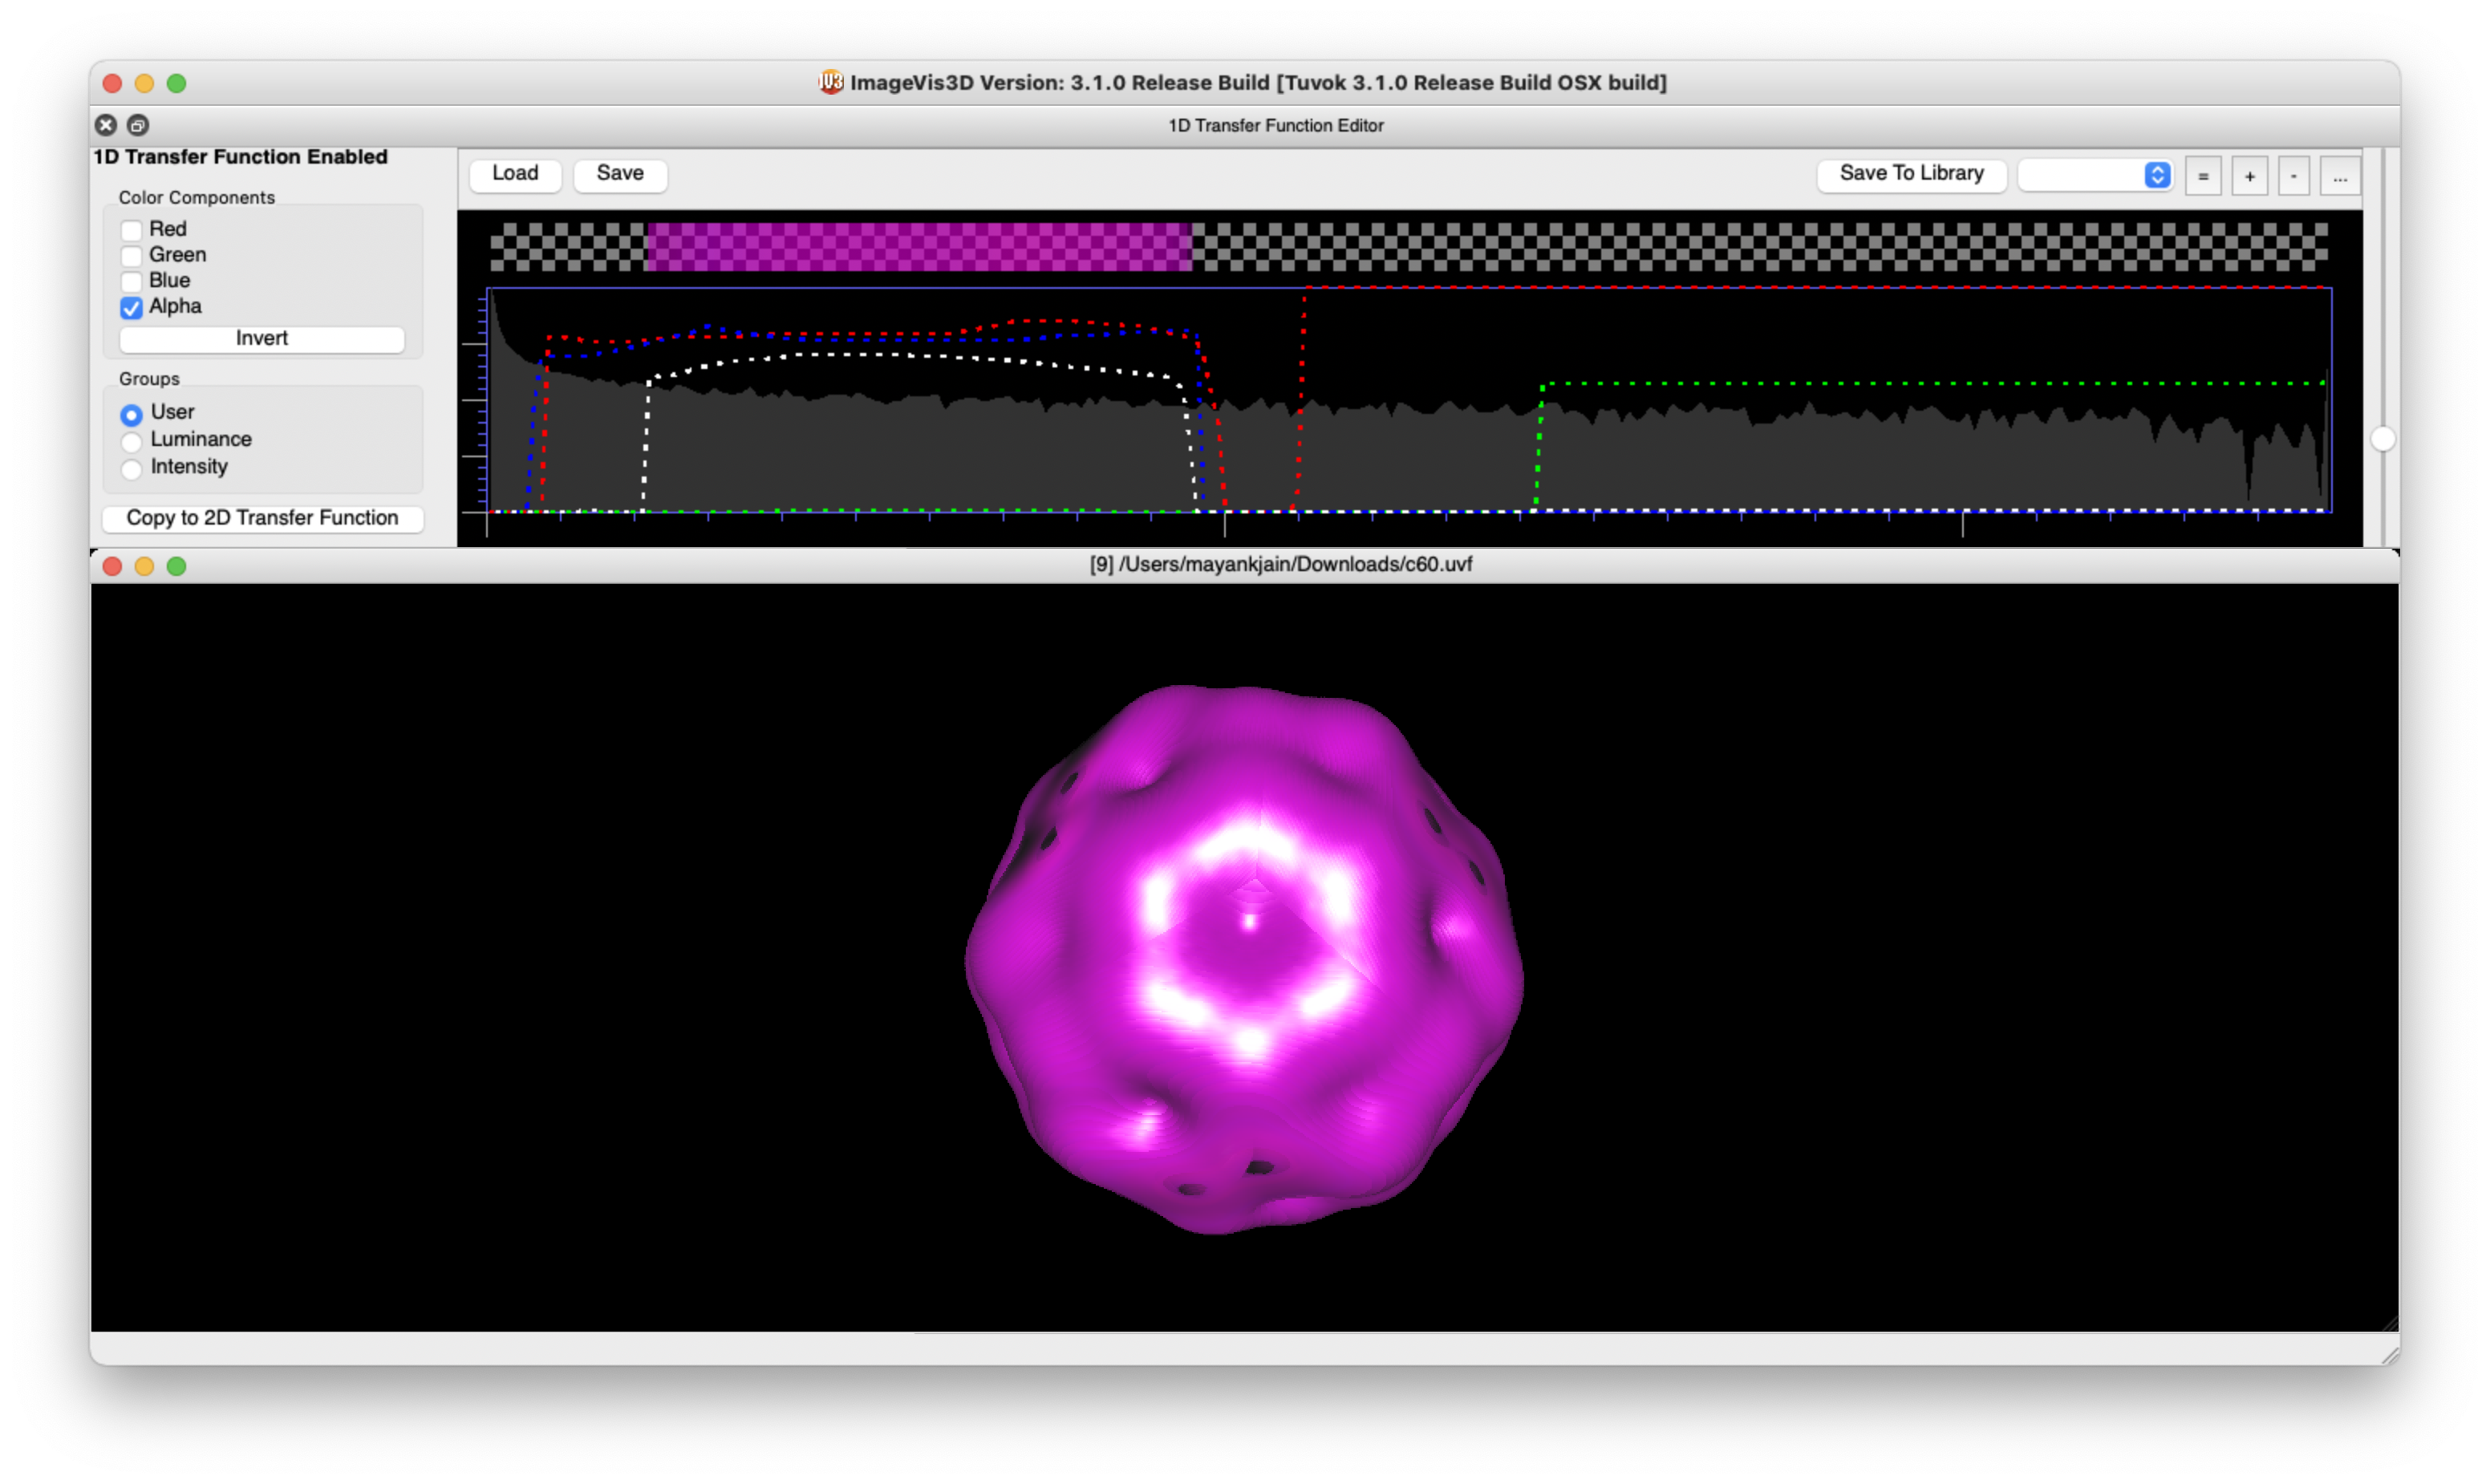 IV3 ImageVis3D Version: 3.1.0 Release Build [Tuvok 3.1.0 Release Build OSX build]
1D Transfer Function Editor
1D Transfer Function Enabled
Load Save Save To Library = + - ...
Color Components
Red
Green
Blue
Alpha
Invert
Groups
User
Luminance
Intensity
Copy to 2D Transfer Function
[9] /Users/mayankjain/Downloads/c60.uvf